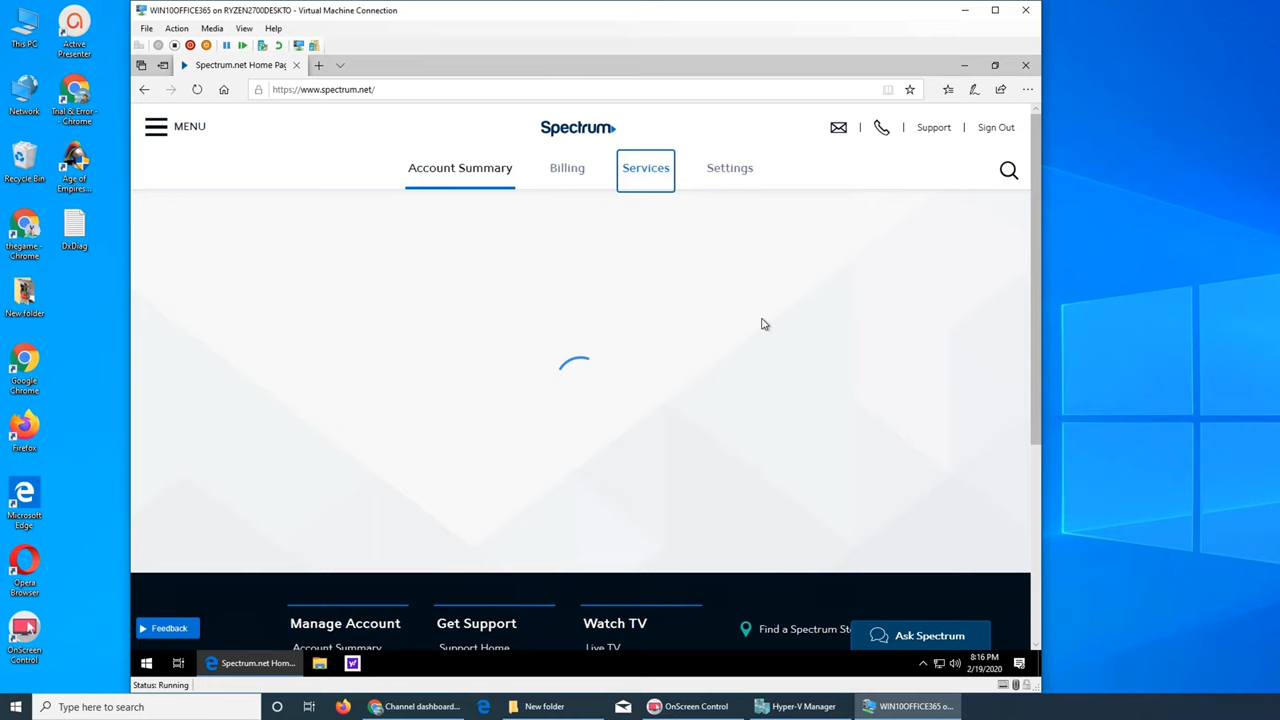 WIN10OFFICE365 on RYZEN2700DESKTO - Virtual Machine Connection
File Action Media View Help
Spectrum.net Home Pag
https://www.spectrum.net/
MENU
Spectrum
Support
Sign Out
Account Summary
Billing
Services
Settings
This PC
Active
Presenter
Network
Trial & Error -
Chrome
Recycle Bin
Age of
Empires...
thegame -
Chrome
DxDiag
New folder
Google
Chrome
Firefox
Microsoft
Edge
Opera
Browser
OnScreen
Control
Manage Account
Get Support
Watch TV
Find a Spectrum Sto
Feedback
Ask Spectrum
Account Summary
Support Home
Live TV
Spectrum.net Hom...
8:16 PM
2/19/2020
Status: Running
Type here to search
Channel dashboard...
New folder
OnScreen Control
Hyper-V Manager
WIN10OFFICE365 o...